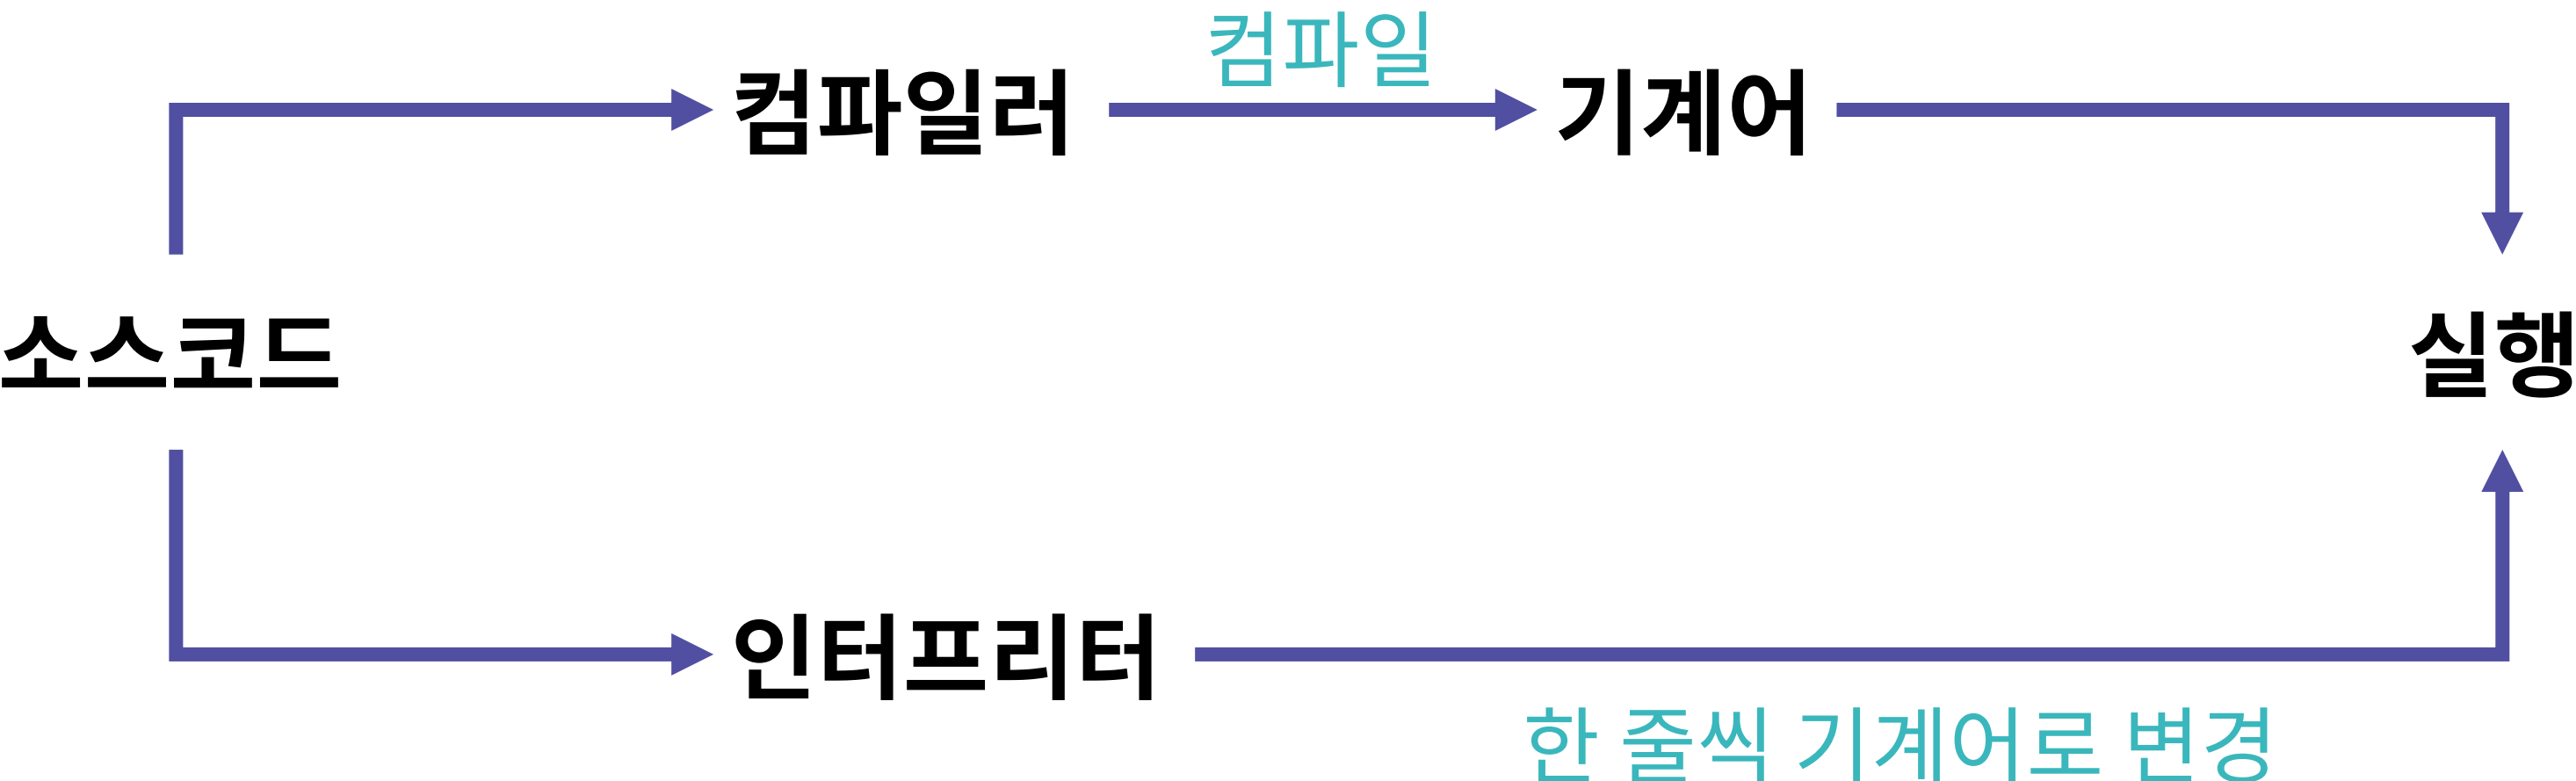 컴파일
컴파일러
기계어
소스코드
실행
인터프리터
한 줄씩 기계어로 변경